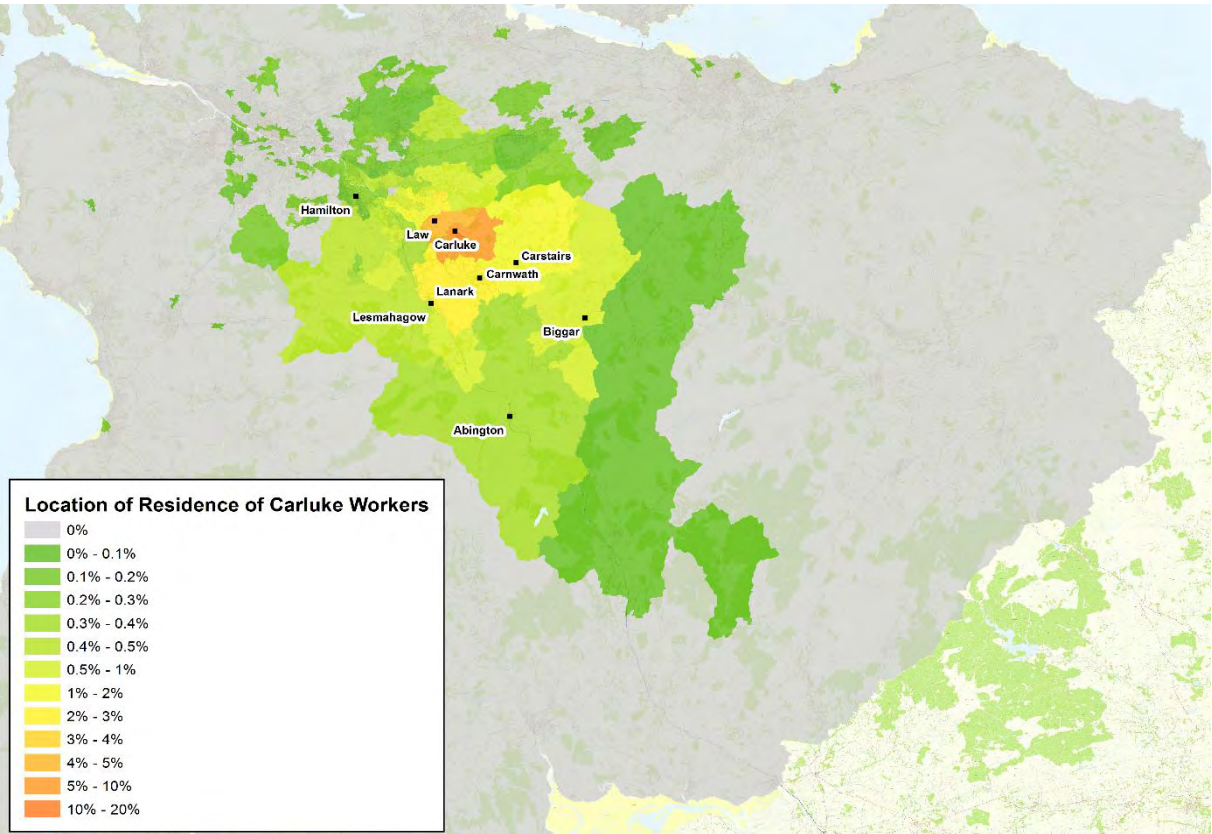 Hamilton
Law
Carluke
Carstairs
Carnwath
Lanark
Lesmahagow
Biggar
Abington
Location of Residence of Carluke Workers
0%
0% - 0.1%
0.1% - 0.2%
0.2% - 0.3%
0.3% - 0.4%
0.4% - 0.5%
0.5% - 1%
1% - 2%
2% - 3%
3% - 4%
4% - 5%
5% - 10%
10% - 20%